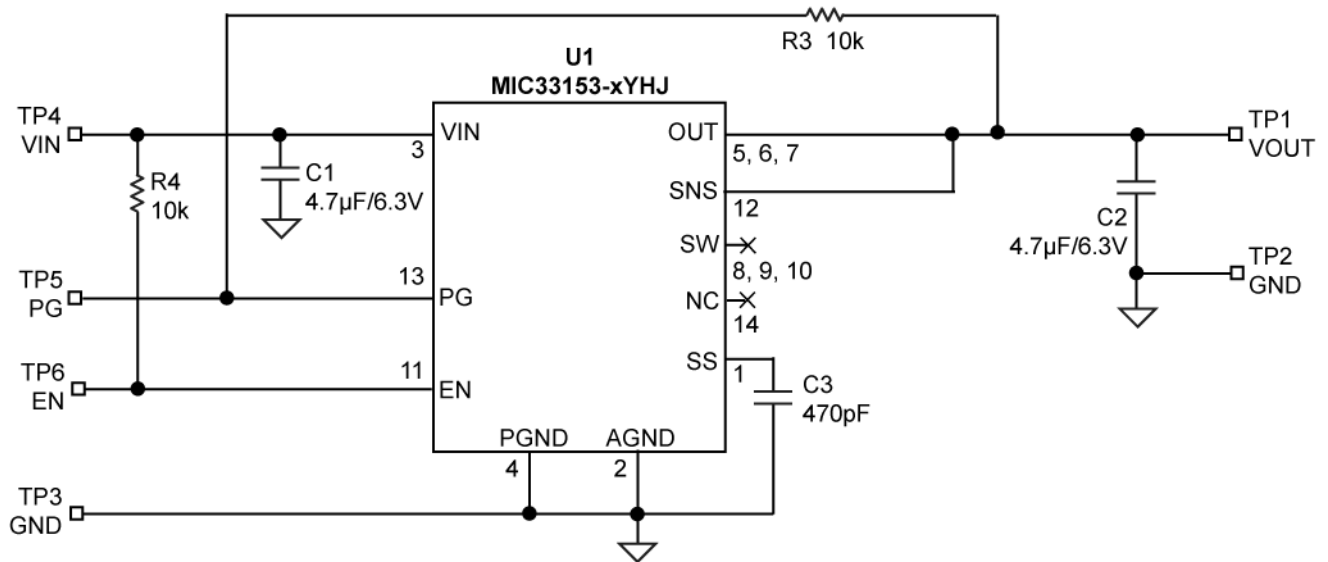 R3 10k
U1
MIC33153-xYHJ
TP4
VIN
VIN
3
OUT
5, 6, 7
TP1
VOUT
R4
10k
C1
4.7µF/6.3V
SNS
12
C2
4.7µF/6.3V
SW
8, 9, 10
TP5
PG
13
PG
NC
14
TP2
GND
TP6
EN
11
EN
SS
1
C3
470pF
PGND
4
AGND
2
TP3
GND